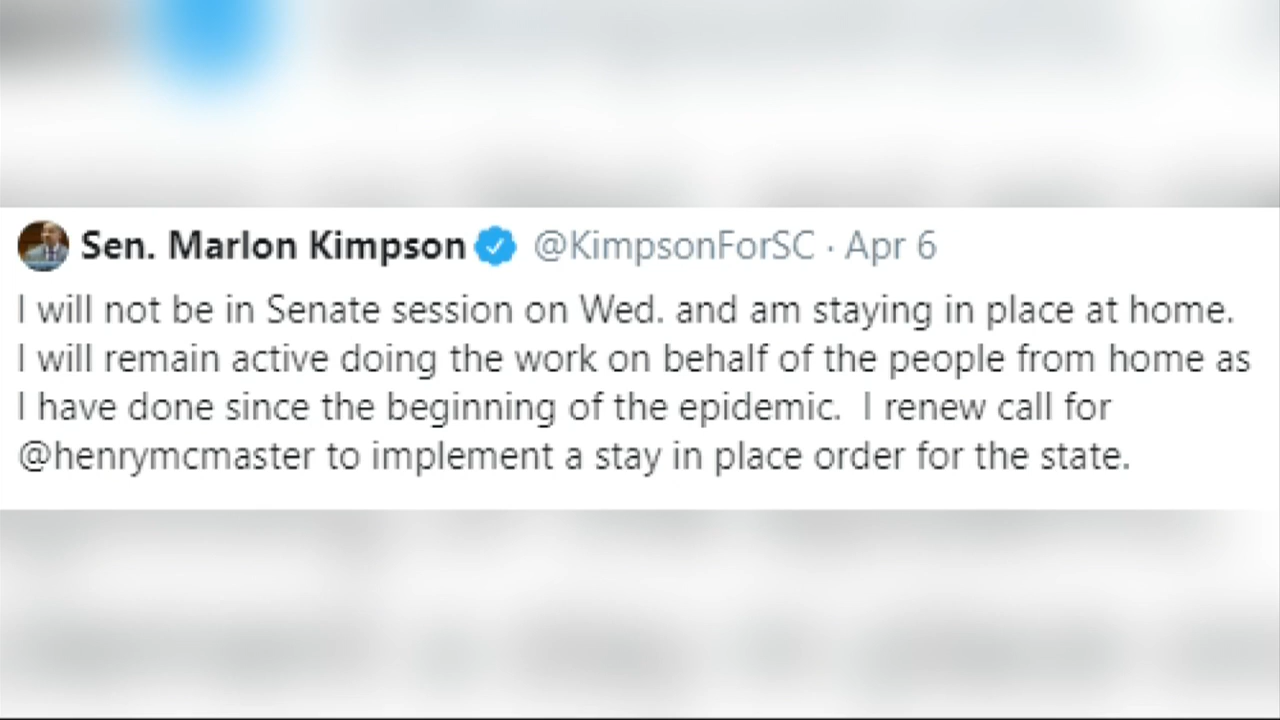 Sen. Marlon Kimpson @KimpsonForSC · Apr 6
I will not be in Senate session on Wed. and am staying in place at home.
I will remain active doing the work on behalf of the people from home as
I have done since the beginning of the epidemic.  I renew call for
@henrymcmaster to implement a stay in place order for the state.